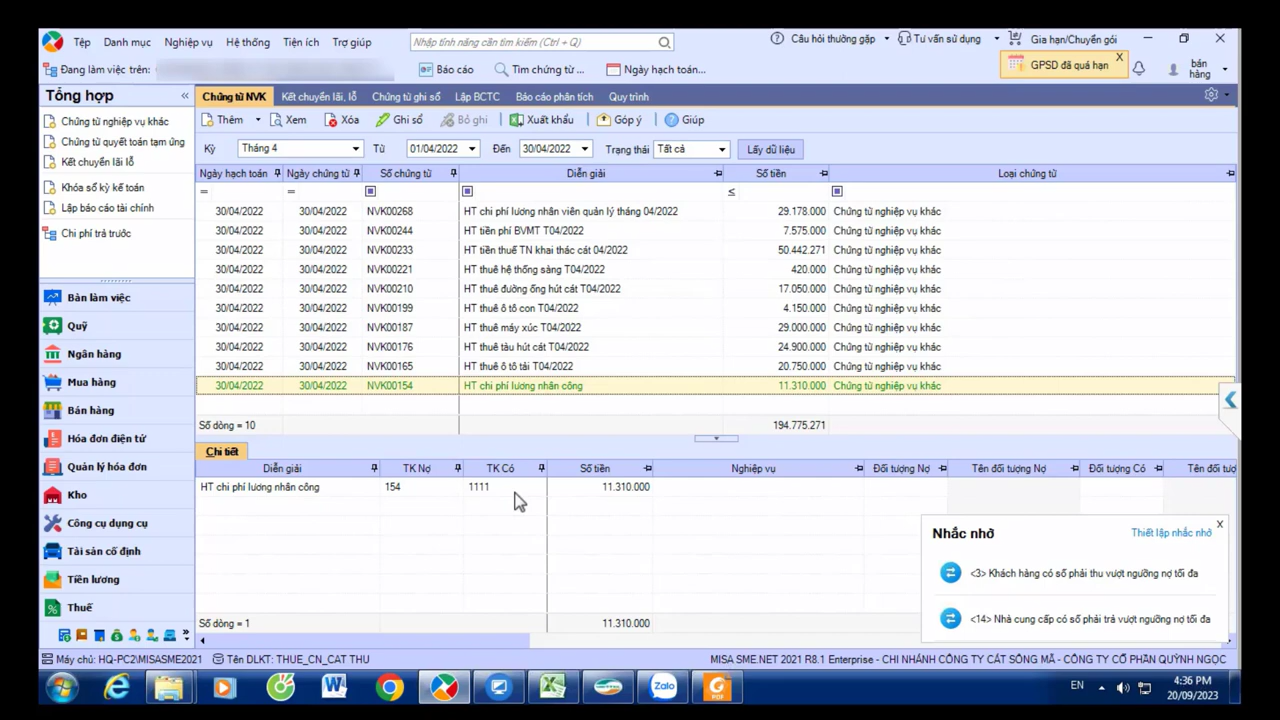 Tệp Danh mục Nghiệp vụ Hệ thống Tiện ích Trợ giúp Nhập tính năng cần tìm kiếm (Ctrl + Q) Câu hỏi thường gặp Tư vấn sử dụng Gia hạn/Chuyển gói
Đang làm việc trên: Báo cáo Tìm chứng từ ... Ngày hạch toán... GPSD đã quá hạn X bán hàng
Tổng hợp « Chứng từ NVK Kết chuyển lãi, lỗ Chứng từ ghi sổ Lập BCTC Báo cáo phân tích Quy trình
Thêm Xem Xóa Ghi sổ Bỏ ghi Xuất khẩu Góp ý Giúp
Kỳ Tháng 4 Từ 01/04/2022 Đến 30/04/2022 Trạng thái Tất cả Lấy dữ liệu
Chứng từ nghiệp vụ khác
Chứng từ quyết toán tạm ứng
Kết chuyển lãi lỗ
Khóa sổ kỳ kế toán
Lập báo cáo tài chính
Chi phí trả trước
Ngày hạch toán Ngày chứng từ Số chứng từ Diễn giải Số tiền Loại chứng từ
= = ≤
30/04/2022 30/04/2022 NVK00268 HT chi phí lương nhân viên quản lý tháng 04/2022 29.178.000 Chứng từ nghiệp vụ khác
30/04/2022 30/04/2022 NVK00244 HT tiền phí BVMT T04/2022 7.575.000 Chứng từ nghiệp vụ khác
30/04/2022 30/04/2022 NVK00233 HT tiền thuế TN khai thác cát 04/2022 50.442.271 Chứng từ nghiệp vụ khác
30/04/2022 30/04/2022 NVK00221 HT thuê hệ thống sàng T04/2022 420.000 Chứng từ nghiệp vụ khác
30/04/2022 30/04/2022 NVK00210 HT thuê đường ống hút cát T04/2022 17.050.000 Chứng từ nghiệp vụ khác
30/04/2022 30/04/2022 NVK00199 HT thuê ô tô con T04/2022 4.150.000 Chứng từ nghiệp vụ khác
30/04/2022 30/04/2022 NVK00187 HT thuê máy xúc T04/2022 29.000.000 Chứng từ nghiệp vụ khác
30/04/2022 30/04/2022 NVK00176 HT thuê tàu hút cát T04/2022 24.900.000 Chứng từ nghiệp vụ khác
30/04/2022 30/04/2022 NVK00165 HT thuê ô tô tải T04/2022 20.750.000 Chứng từ nghiệp vụ khác
30/04/2022 30/04/2022 NVK00154 HT chi phí lương nhân công 11.310.000 Chứng từ nghiệp vụ khác
Số dòng = 10 194.775.271
Bàn làm việc
Quỹ
Ngân hàng
Mua hàng
Bán hàng
Hóa đơn điện tử
Quản lý hóa đơn
Kho
Công cụ dụng cụ
Tài sản cố định
Tiền lương
Thuế
Chi tiết
Diễn giải TK Nợ TK Có Số tiền Nghiệp vụ Đối tượng Nợ Tên đối tượng Nợ Đối tượng Có Tên đối tượ
HT chi phí lương nhân công 154 1111 11.310.000
Số dòng = 1 11.310.000
Nhắc nhở Thiết lập nhắc nhở X
<3> Khách hàng có số phải thu vượt ngưỡng nợ tối đa
<14> Nhà cung cấp có số phải trả vượt ngưỡng nợ tối đa
Máy chủ: HQ-PC2\MISASME2021 Tên DLKT: THUE_CN_CAT THU MISA SME.NET 2021 R8.1 Enterprise - CHI NHÁNH CÔNG TY CÁT SÔNG MÃ - CÔNG TY CỔ PHẦN QUỲNH NGỌC
Zalo PDF EN 4:36 PM
20/09/2023